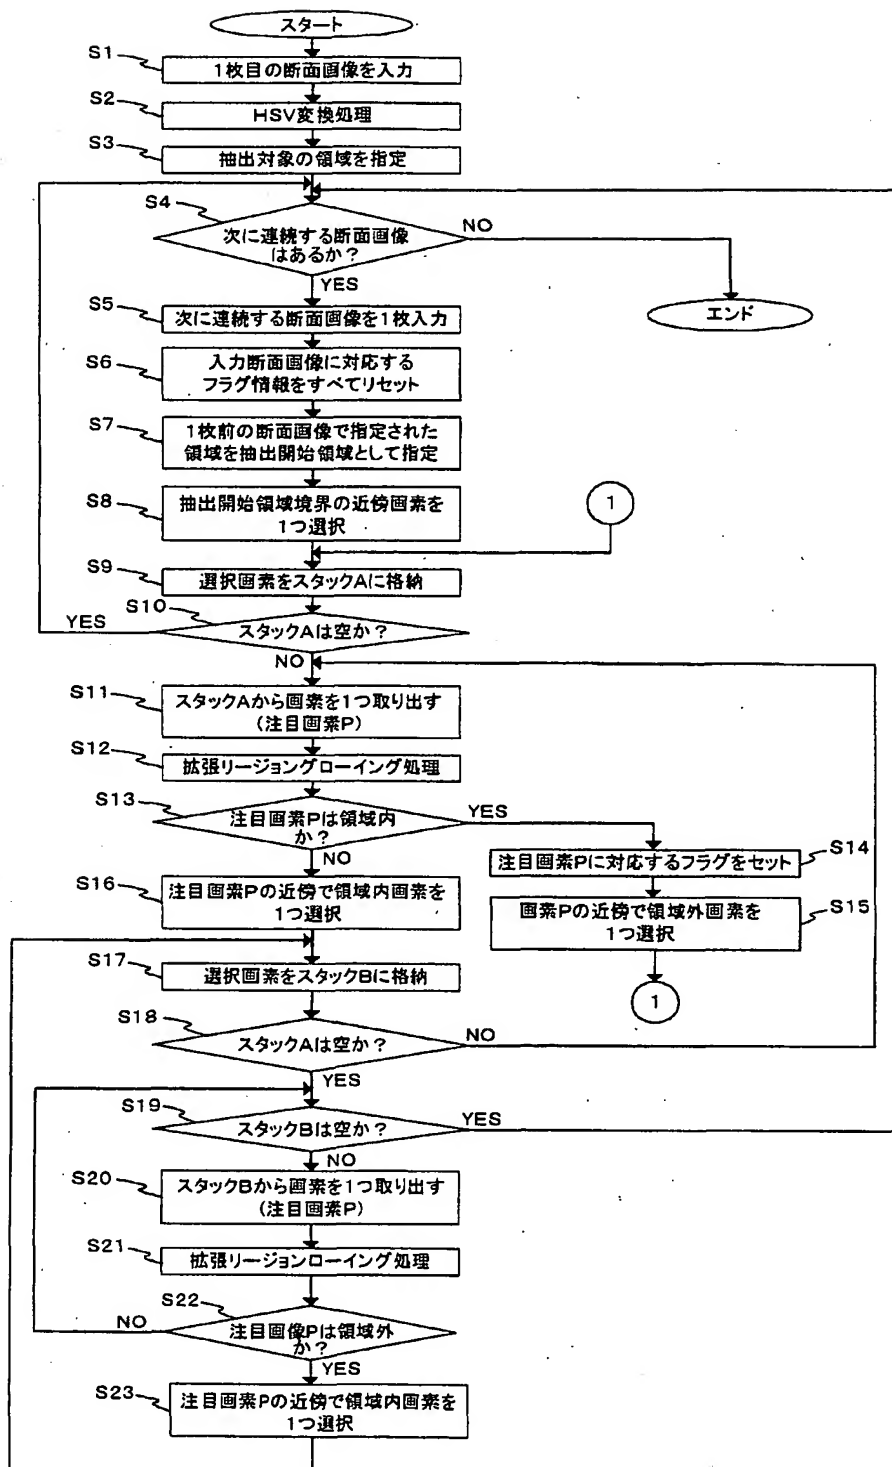 スタート
S1
1枚目の断面画像を入力
S2
HSV変換処理
S3
抽出対象の領域を指定
S4
次に連続する断面画像
はあるか?
NO
YES
エンド
S5
次に連続する断面画像を1枚入力
S6
入力断面画像に対応する
フラグ情報をすべてリセット
S7
1枚前の断面画像で指定された
領域を抽出開始領域として指定
S8
抽出開始領域境界の近傍画素を
1つ選択
1
S9
選択画素をスタックAに格納
S10
YES
スタックAは空か?
NO
S11
スタックAから画素を1つ取り出す
(注目画素P)
S12
拡張リージョングローイング処理
S13
注目画素Pは領域内
か?
YES
NO
S14
注目画素Pに対応するフラグをセット
S15
画素Pの近傍で領域外画素を
1つ選択
1
S16
注目画素Pの近傍で領域内画素を
1つ選択
S17
選択画素をスタックBに格納
S18
スタックAは空か?
NO
YES
S19
スタックBは空か?
YES
NO
S20
スタックBから画素を1つ取り出す
(注目画素P)
S21
拡張リージョンローイング処理
S22
NO
注目画像Pは領域外
か?
YES
S23
注目画素Pの近傍で領域内画素を
1つ選択